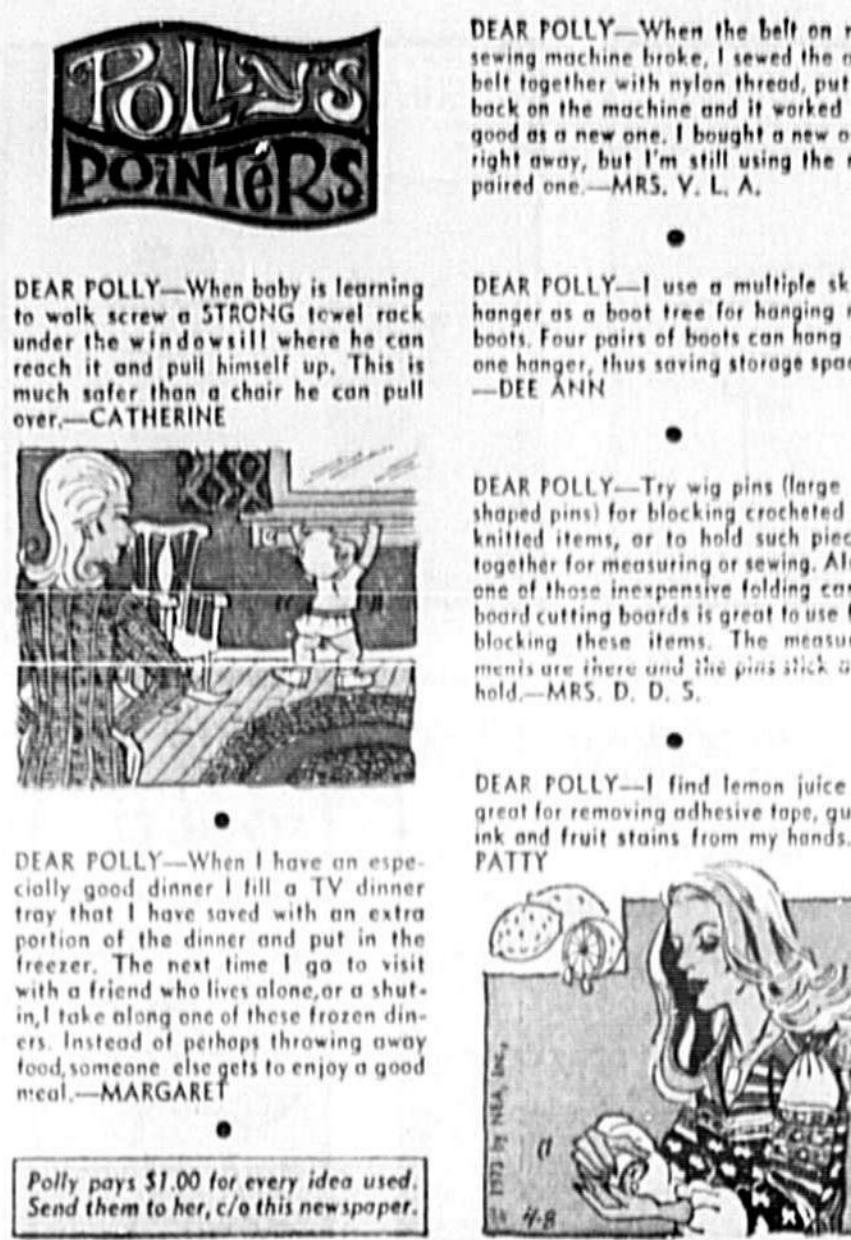 POLLY'S
POINTERS
DEAR POLLY—When baby is learning
to walk screw a STRONG towel rack
under the windowsill where he can
reach it and pull himself up. This is
much safer than a chair he can pull
over.—CATHERINE
DEAR POLLY—When I have an espe-
cially good dinner I fill a TV dinner
tray that I have saved with an extra
portion of the dinner and put in the
freezer. The next time I go to visit
with a friend who lives alone, or a shut-
in, I take along one of these frozen din-
ers. Instead of perhaps throwing away
food, someone else gets to enjoy a good
meal.—MARGARET
Polly pays $1.00 for every idea used.
Send them to her, c/o this newspaper.
DEAR POLLY—When the belt on
sewing machine broke, I sewed the
belt together with nylon thread, put
back on the machine and it worked
good as a new one. I bought a new
right away, but I'm still using the
paired one.—MRS. V. L. A.
DEAR POLLY—I use a multiple
hanger as a boot tree for hanging
boots. Four pairs of boots can hang
one hanger, thus saving storage
—DEE ANN
DEAR POLLY—Try wig pins (large
shaped pins) for blocking crocheted
knitted items, or to hold such
together for measuring or sewing.
one of those inexpensive folding
board cutting boards is great to use
blocking these items. The
ments are there and the pins stick
hold.—MRS. D. D. S.
DEAR POLLY—I find lemon juice
great for removing adhesive tape,
ink and fruit stains from my hands.
PATTY
1973 by NEA, Inc.,
4-8